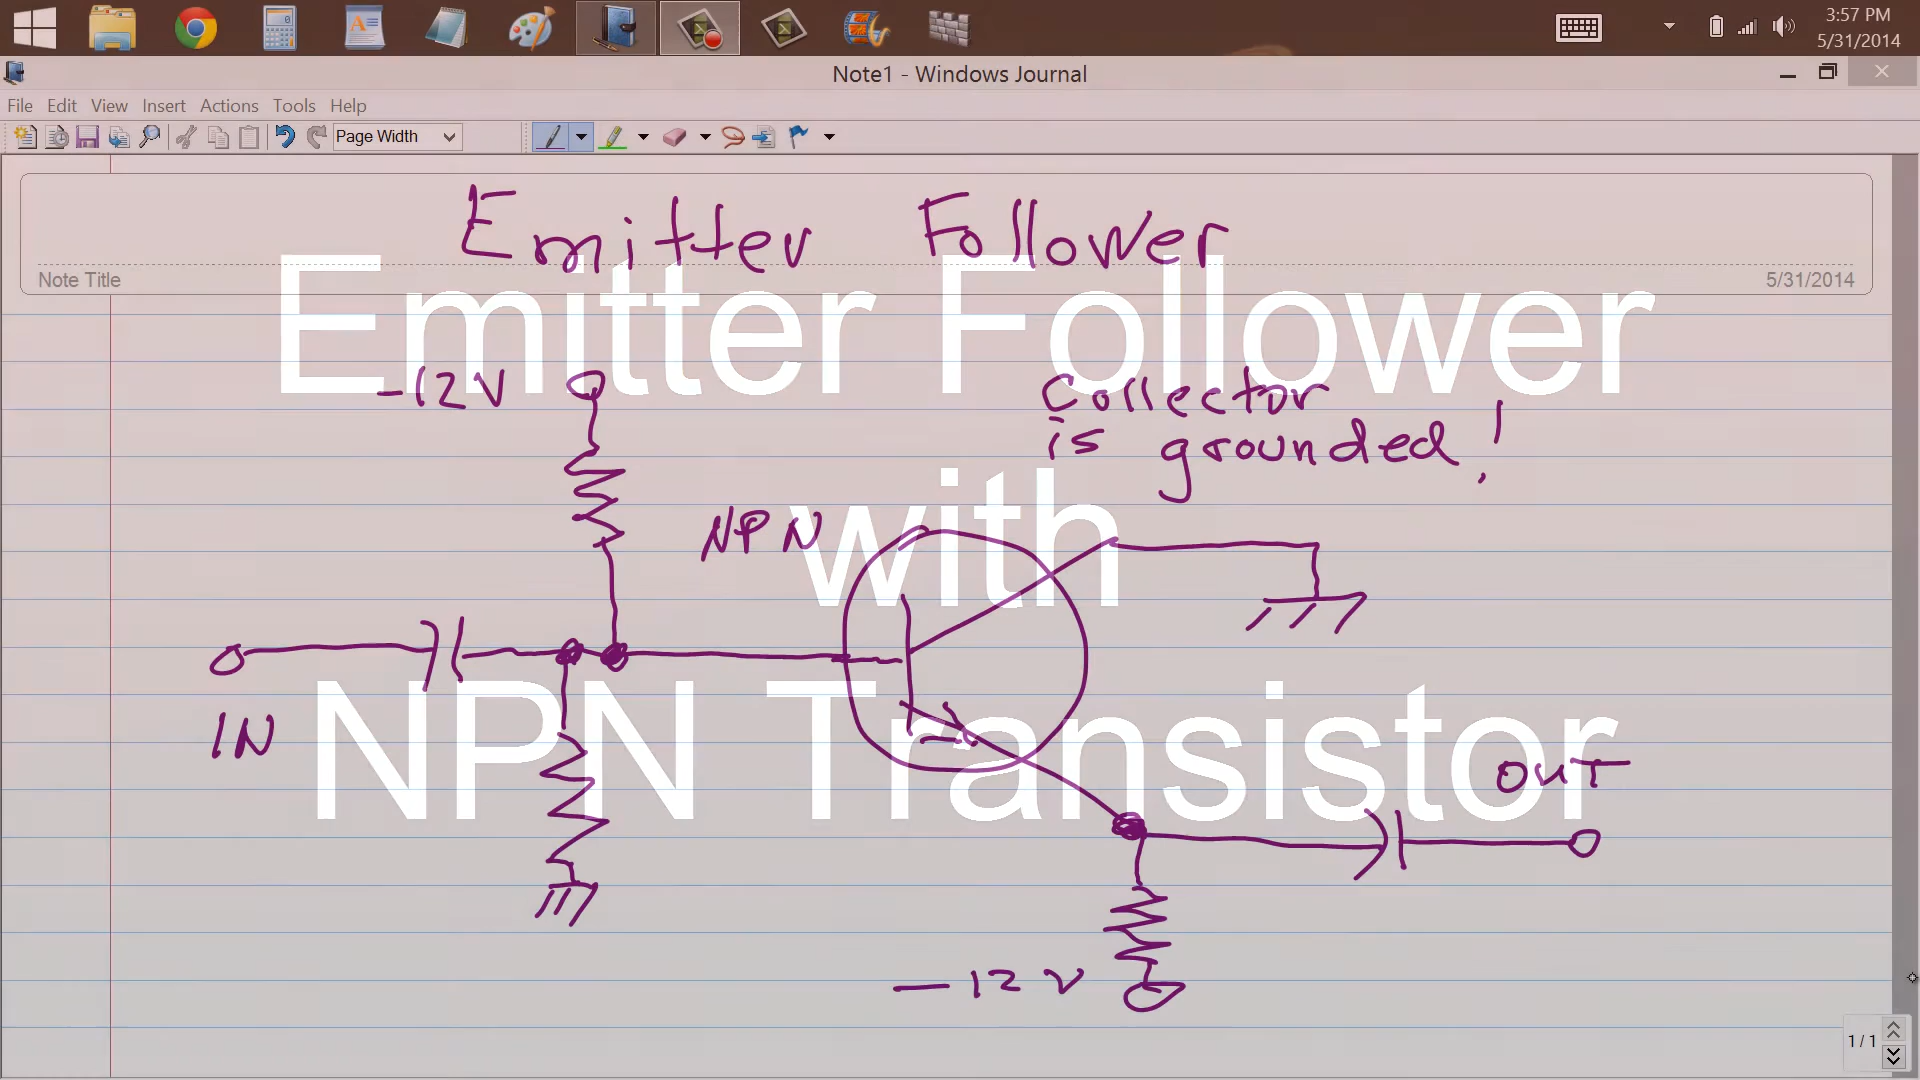 3:57 PM
5/31/2014
Note1 - Windows Journal
File Edit View Insert Actions Tools Help
Page Width
Emitter Follower
Note Title
5/31/2014
Emitter Follower
with
NPN Transistor
-12V
Collector
is grounded!
NPN
IN
OUT
-12V
1 / 1